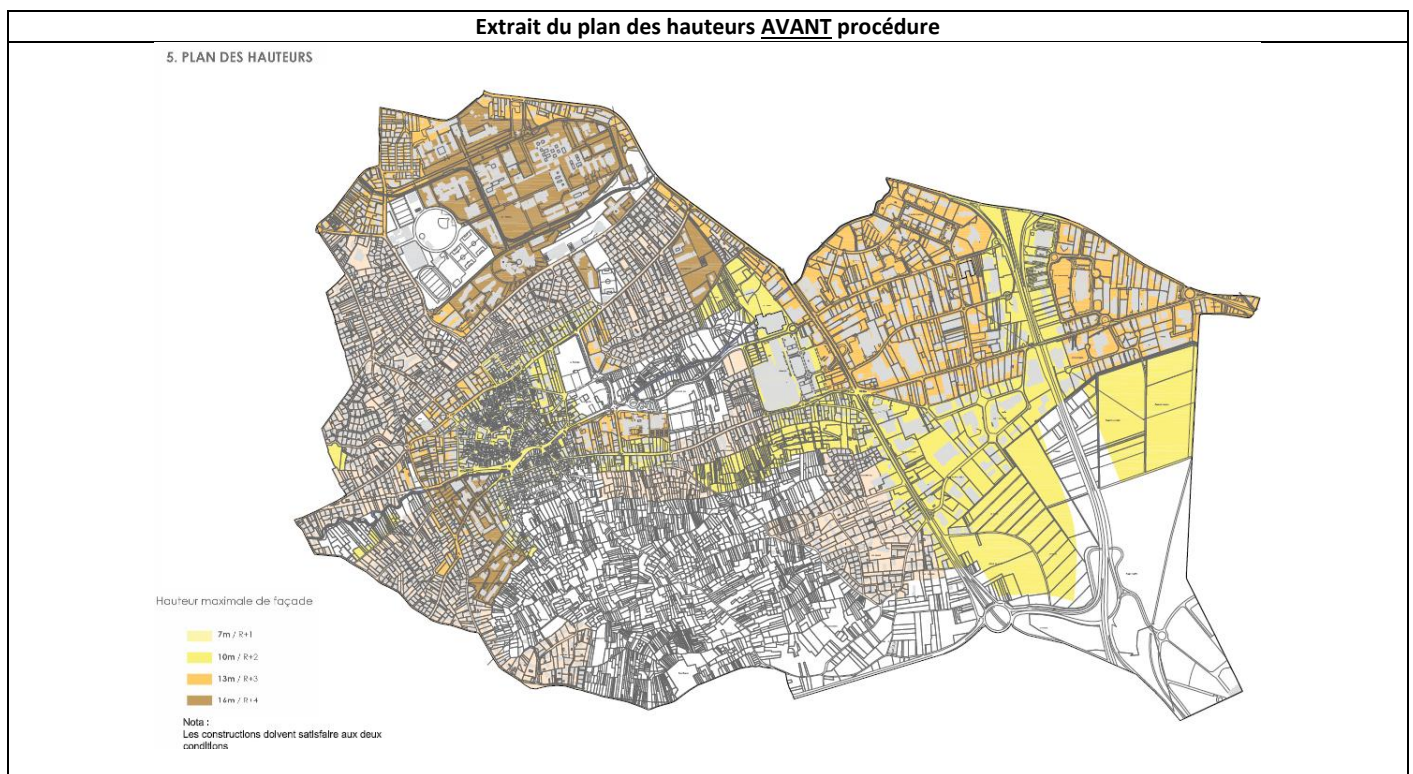 Extrait du plan des hauteurs AVANT procédure
5. PLAN DES HAUTEURS
Hauteur maximale de façade
7m / R+1
10m / R+2
13m / R+3
16m / R+4
Nota :
Les constructions doivent satisfaire aux deux
conditions